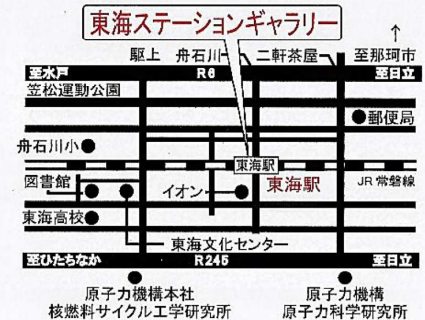 東海ステーションギャラリー
駆上 舟石川 二軒茶屋 至那珂市
至水戸 R6 至日立
笠松運動公園
郵便局
舟石川小
東海駅
図書館 イオン 東海駅 JR常磐線
東海高校
東海文化センター
至ひたちなか R245 至日立
原子力機構本社 原子力機構
核燃料サイクル工学研究所 原子力科学研究所